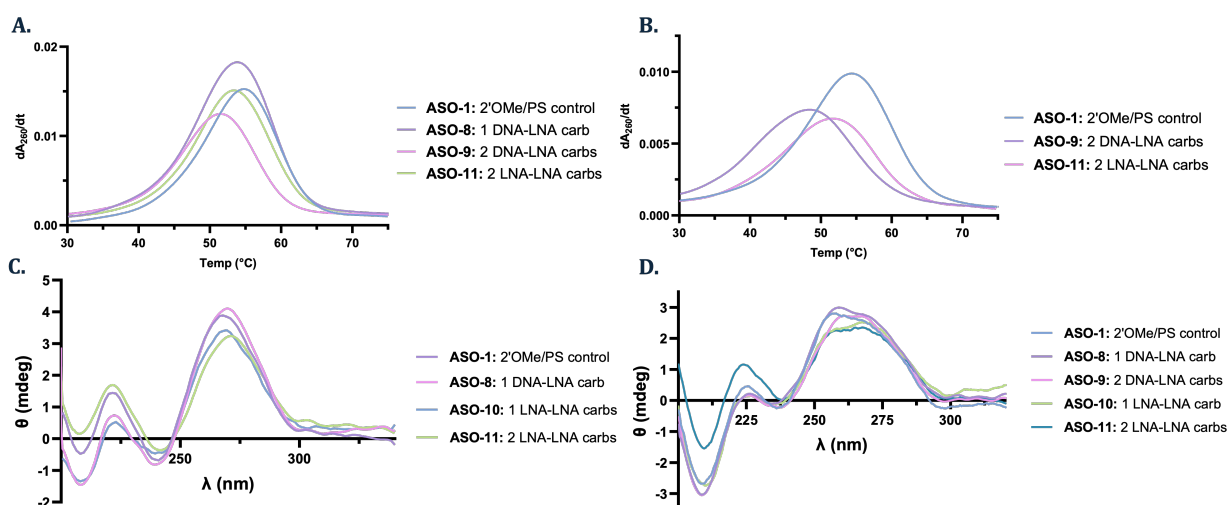 A.
0.02
0.01
0.00
dA260/dt
30 40 50 60 70
Temp (°C)
ASO-1: 2'OMe/PS control
ASO-8: 1 DNA-LNA carb
ASO-9: 2 DNA-LNA carbs
ASO-11: 2 LNA-LNA carbs
B.
0.010
0.005
0.000
dA260/dt
30 40 50 60 70
Temp (°C)
ASO-1: 2'OMe/PS control
ASO-9: 2 DNA-LNA carbs
ASO-11: 2 LNA-LNA carbs
C.
5
4
3
2
1
0
-1
-2
θ (mdeg)
250 300
λ (nm)
ASO-1: 2'OMe/PS control
ASO-8: 1 DNA-LNA carb
ASO-10: 1 LNA-LNA carbs
ASO-11: 2 LNA-LNA carbs
D.
3
2
1
0
-1
-2
-3
θ (mdeg)
225 250 275 300
λ (nm)
ASO-1: 2'OMe/PS control
ASO-8: 1 DNA-LNA carb
ASO-9: 2 DNA-LNA carbs
ASO-10: 1 LNA-LNA carb
ASO-11: 2 LNA-LNA carbs